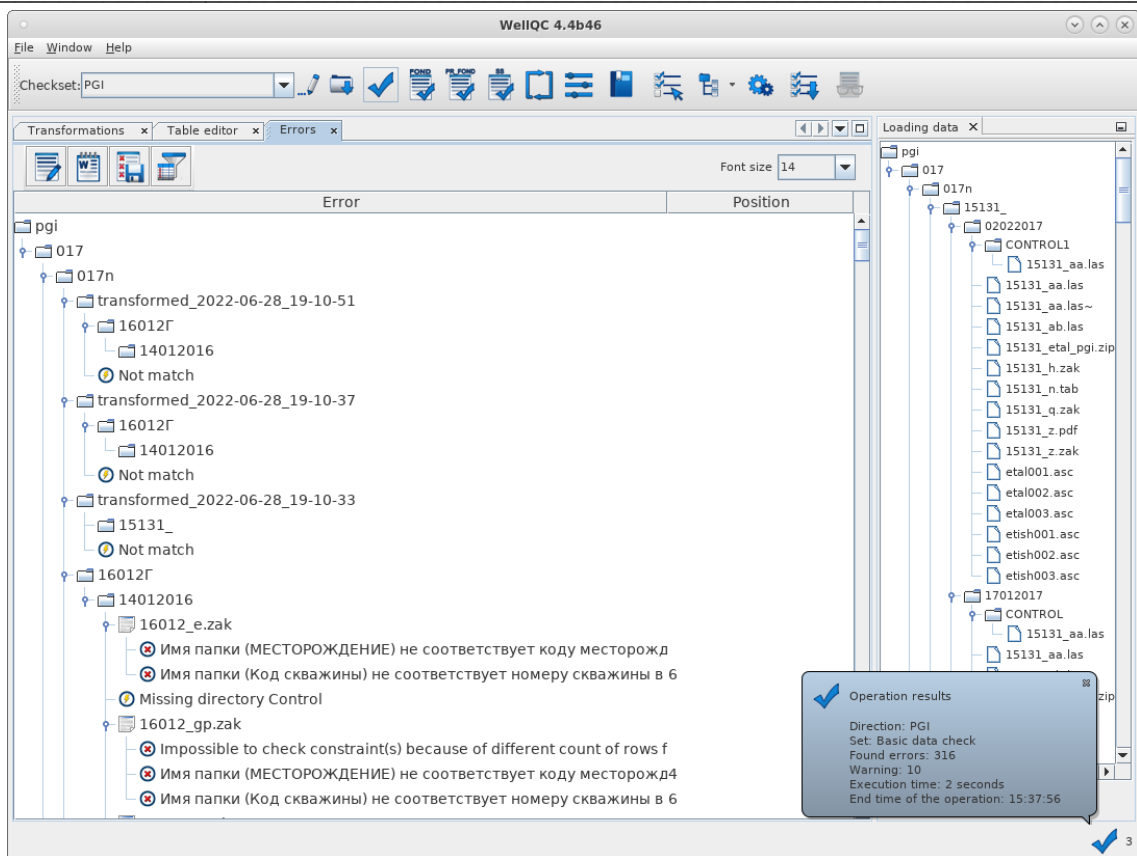 WellQC 4.4b46
File Window Help
Checkset: PGI
FOND PR_FOND SS
Transformations Table editor Errors
Loading data
Font size 14
Error Position
pgi
017
017n
transformed_2022-06-28_19-10-51
16012Г
14012016
Not match
transformed_2022-06-28_19-10-37
16012Г
14012016
Not match
transformed_2022-06-28_19-10-33
15131_
Not match
16012Г
14012016
16012_e.zak
Имя папки (МЕСТОРОЖДЕНИЕ) не соответствует коду месторожд
Имя папки (Код скважины) не соответствует номеру скважины в 6
Missing directory Control
16012_gp.zak
Impossible to check constraint(s) because of different count of rows f
Имя папки (МЕСТОРОЖДЕНИЕ) не соответствует коду месторожд4
Имя папки (Код скважины) не соответствует номеру скважины в 6
pgi
017
017n
15131_
02022017
CONTROL1
15131_aa.las
15131_aa.las
15131_aa.las~
15131_ab.las
15131_etal_pgi.zip
15131_h.zak
15131_n.tab
15131_q.zak
15131_z.pdf
15131_z.zak
etal001.asc
etal002.asc
etal003.asc
etish001.asc
etish002.asc
etish003.asc
17012017
CONTROL
15131_aa.las
15131_aa.las
zip
Operation results
Direction: PGI
Set: Basic data check
Found errors: 316
Warning: 10
Execution time: 2 seconds
End time of the operation: 15:37:56
3